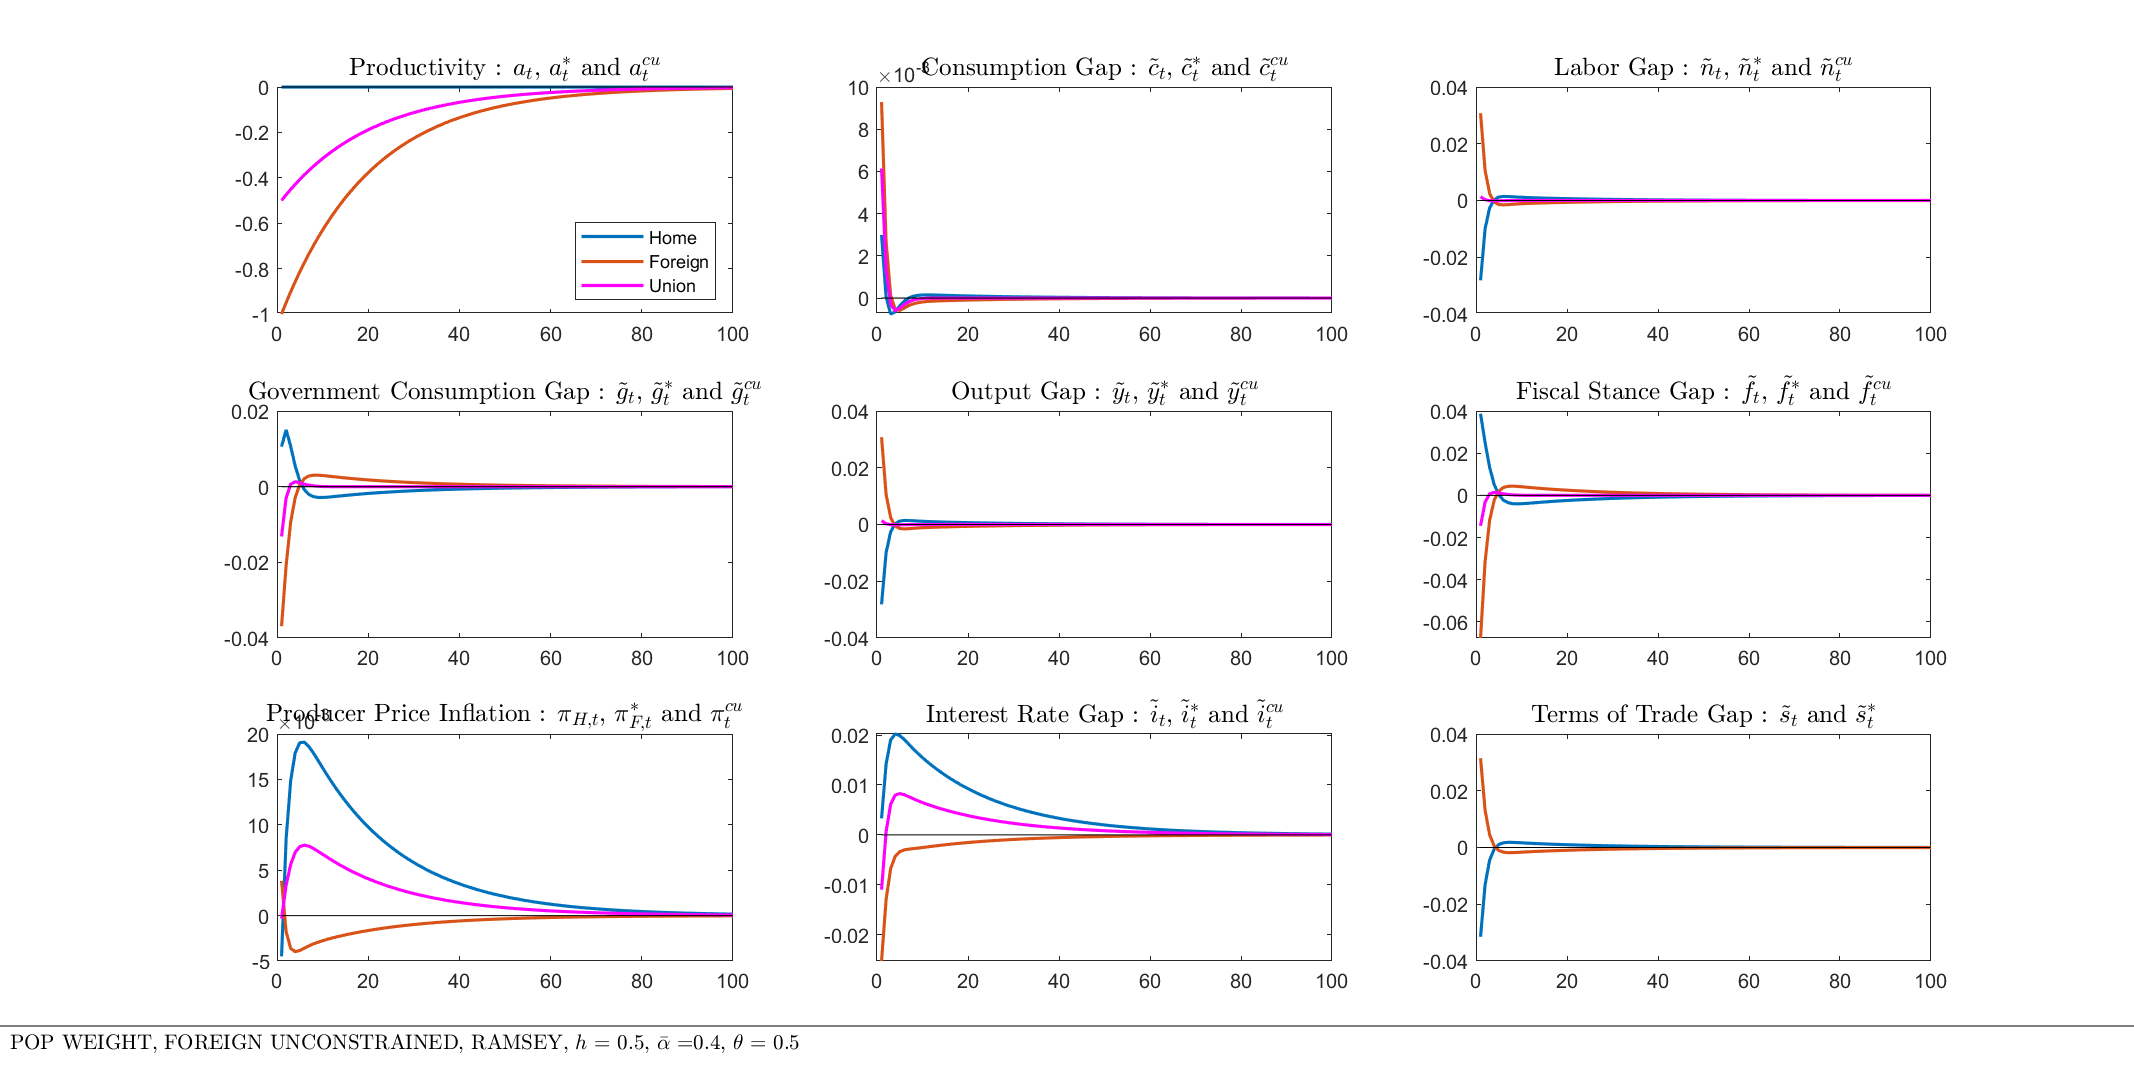 Productivity : a_t, a_t^* and a_t^{cu}
0
-0.2
-0.4
-0.6
-0.8
-1
0 20 40 60 80 100
Home
Foreign
Union
Consumption Gap : c̃_t, c̃_t^* and c̃_t^{cu}
×10^{-3}
10
8
6
4
2
0
0 20 40 60 80 100
Labor Gap : ñ_t, ñ_t^* and ñ_t^{cu}
0.04
0.02
0
-0.02
-0.04
0 20 40 60 80 100
Government Consumption Gap : g̃_t, g̃_t^* and g̃_t^{cu}
0.02
0
-0.02
-0.04
0 20 40 60 80 100
Output Gap : ỹ_t, ỹ_t^* and ỹ_t^{cu}
0.04
0.02
0
-0.02
-0.04
0 20 40 60 80 100
Fiscal Stance Gap : f̃_t, f̃_t^* and f̃_t^{cu}
0.04
0.02
0
-0.02
-0.04
-0.06
0 20 40 60 80 100
Producer Price Inflation : π_{H,t}, π_{F,t}^* and π_t^{cu}
×10^{-3}
20
15
10
5
0
-5
0 20 40 60 80 100
Interest Rate Gap : ĩ_t, ĩ_t^* and ĩ_t^{cu}
0.02
0.01
0
-0.01
-0.02
0 20 40 60 80 100
Terms of Trade Gap : s̃_t and s̃_t^*
0.04
0.02
0
-0.02
-0.04
0 20 40 60 80 100
POP WEIGHT, FOREIGN UNCONSTRAINED, RAMSEY, h = 0.5, ᾱ =0.4, θ = 0.5